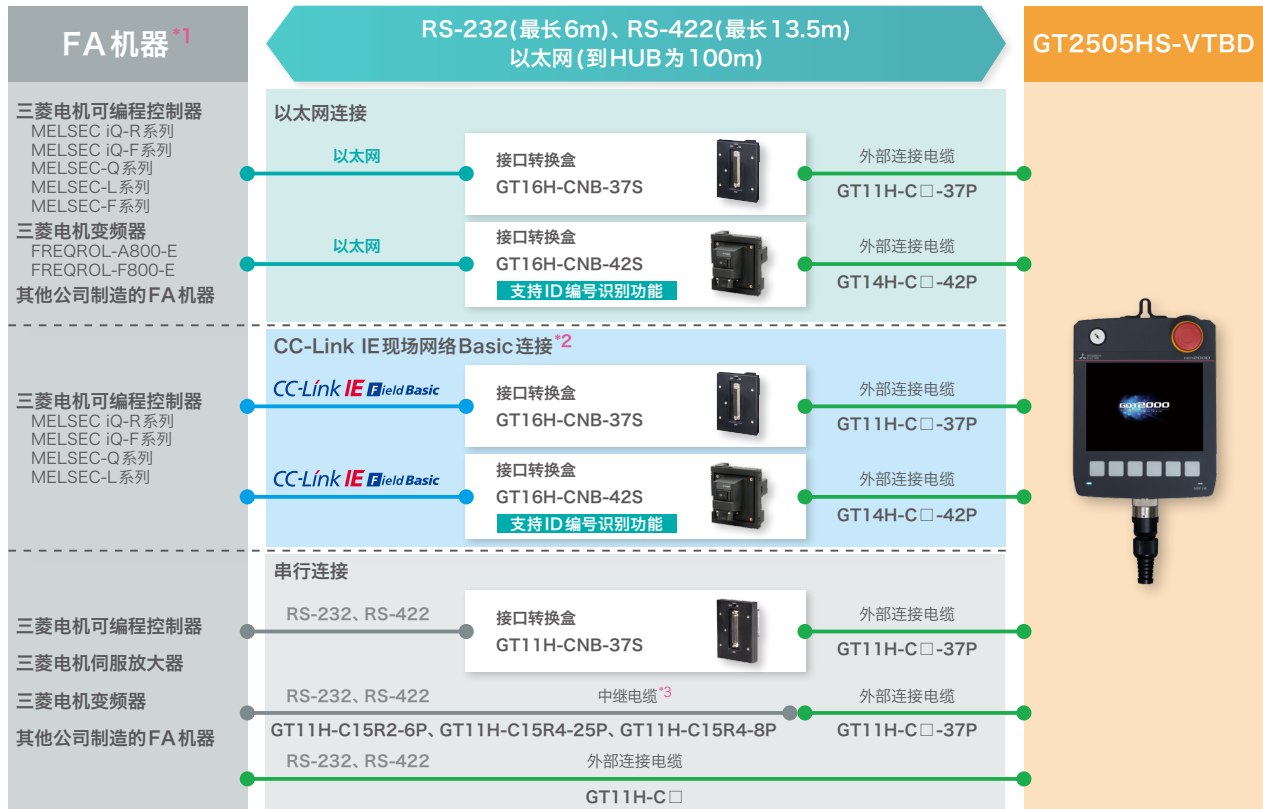 FA机器*1
RS-232(最长6m)、RS-422(最长13.5m)
以太网(到HUB为100m)
GT2505HS-VTBD
三菱电机可编程控制器
MELSEC iQ-R系列
MELSEC iQ-F系列
MELSEC-Q系列
MELSEC-L系列
MELSEC-F系列
三菱电机变频器
FREQROL-A800-E
FREQROL-F800-E
其他公司制造的FA机器
以太网连接
以太网
接口转换盒
GT16H-CNB-37S
外部连接电缆
GT11H-C□-37P
以太网
接口转换盒
GT16H-CNB-42S
支持ID编号识别功能
外部连接电缆
GT14H-C□-42P
三菱电机可编程控制器
MELSEC iQ-R系列
MELSEC iQ-F系列
MELSEC-Q系列
MELSEC-L系列
CC-Link IE现场网络Basic连接*2
CC-Link IE Field Basic
接口转换盒
GT16H-CNB-37S
外部连接电缆
GT11H-C□-37P
CC-Link IE Field Basic
接口转换盒
GT16H-CNB-42S
支持ID编号识别功能
外部连接电缆
GT14H-C□-42P
GOT2000
三菱电机可编程控制器
三菱电机伺服放大器
三菱电机变频器
其他公司制造的FA机器
串行连接
RS-232、RS-422
接口转换盒
GT11H-CNB-37S
外部连接电缆
GT11H-C□-37P
RS-232、RS-422
中继电缆*3
GT11H-C15R2-6P、GT11H-C15R4-25P、GT11H-C15R4-8P
外部连接电缆
GT11H-C□-37P
RS-232、RS-422
外部连接电缆
GT11H-C□